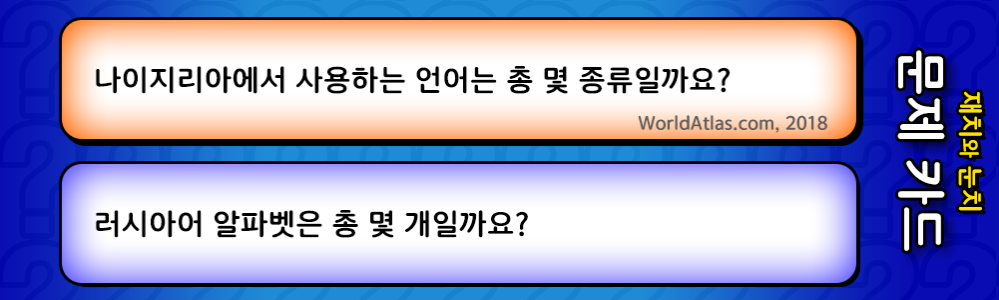 나이지리아에서 사용하는 언어는 총 몇 종류일까요?
WorldAtlas.com, 2018
러시아어 알파벳은 총 몇 개일까요?
재치와 눈치
문제 카드